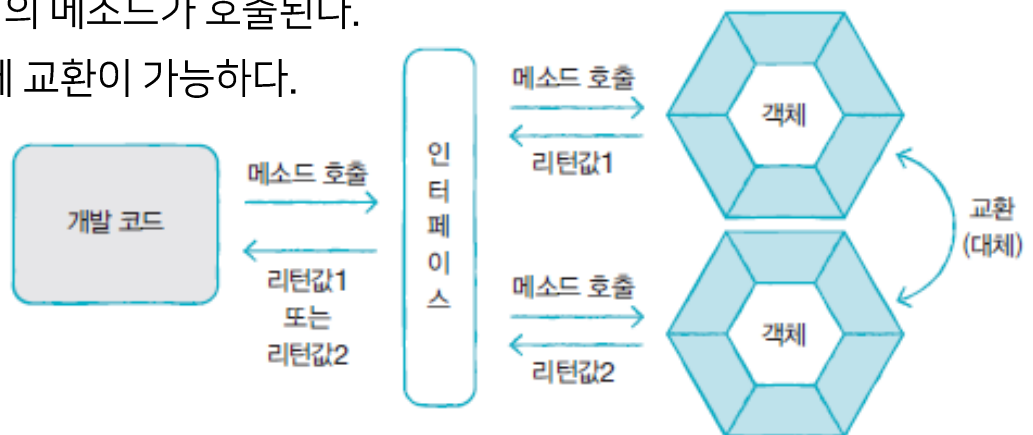 의 메소드가 호출된다.
교환이 가능하다.
개발 코드
메소드 호출
리턴값1
또는
리턴값2
인
터
페
이
스
메소드 호출
리턴값1
객체
교환
(대체)
메소드 호출
리턴값2
객체